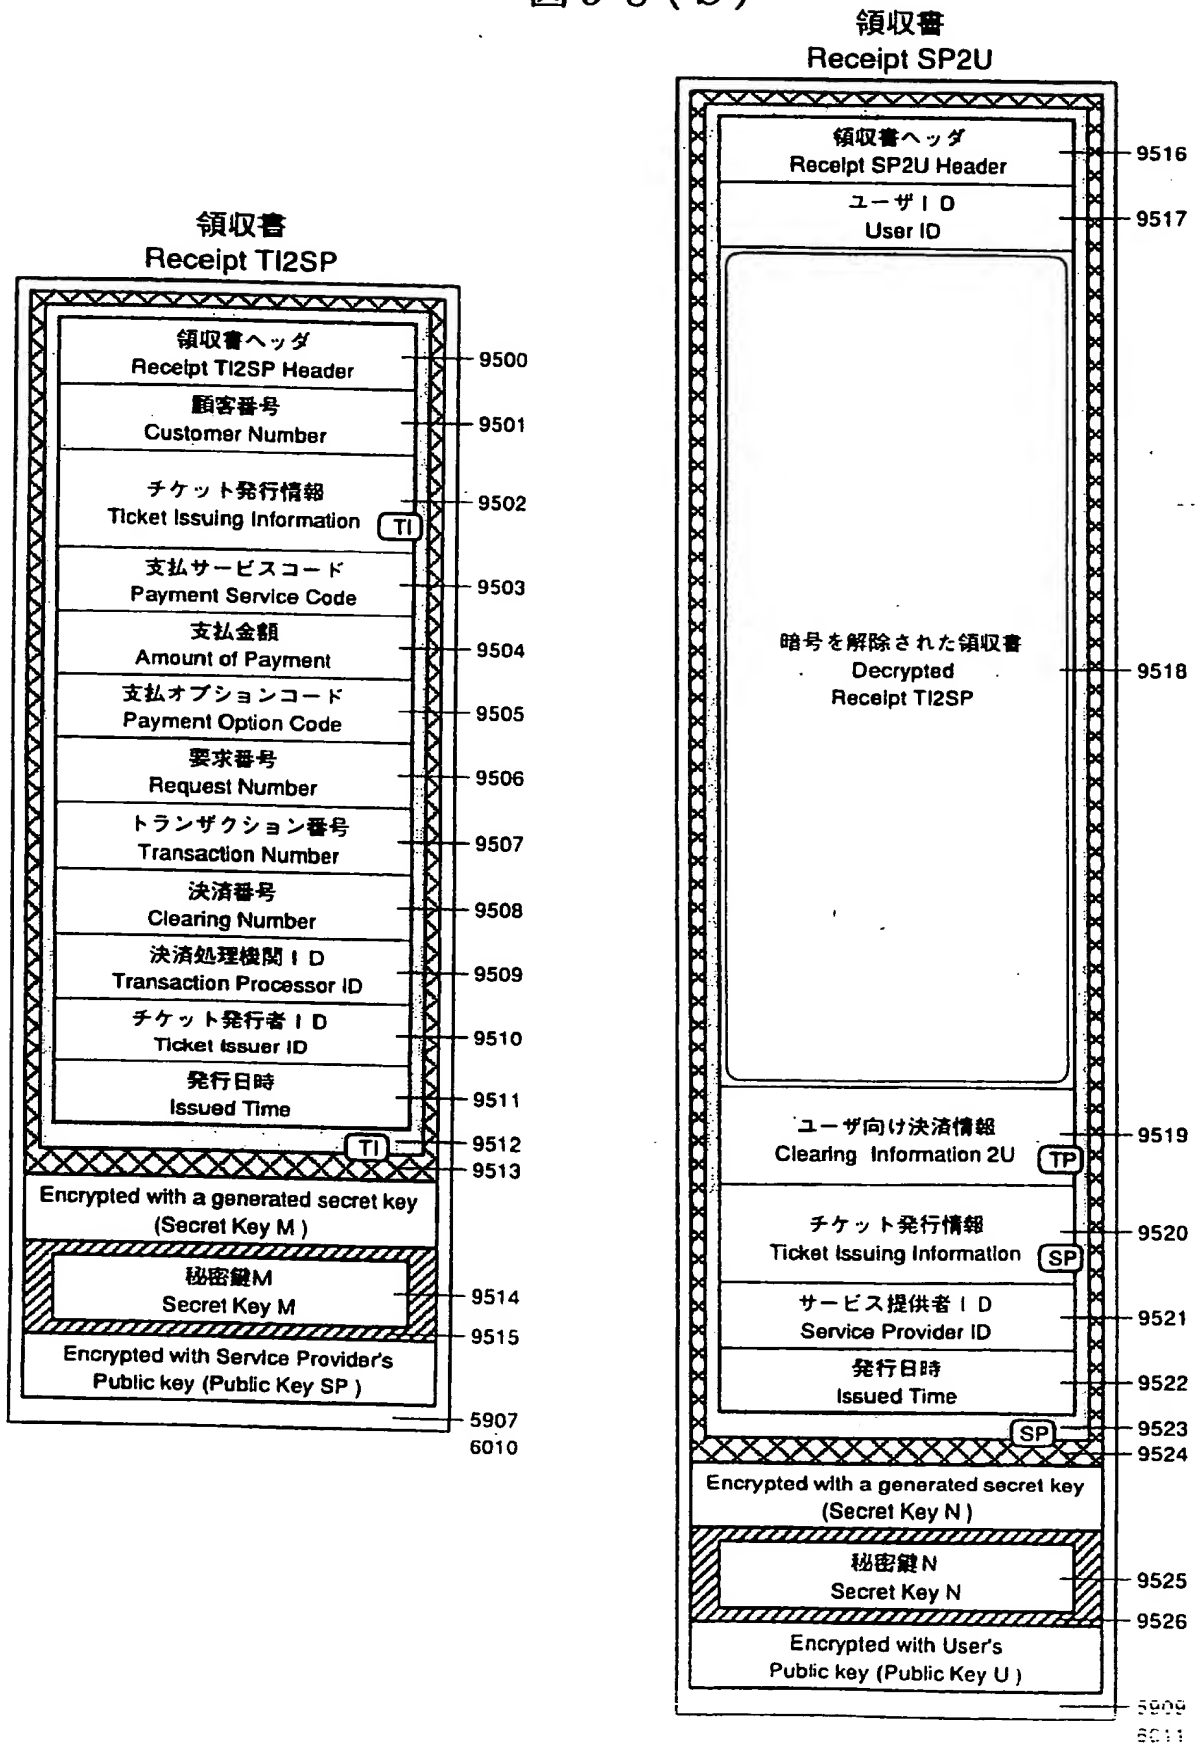 領収書
Receipt TI2SP
領収書ヘッダ
Receipt TI2SP Header
9500
顧客番号
Customer Number
9501
チケット発行情報
Ticket Issuing Information
TI
9502
支払サービスコード
Payment Service Code
9503
支払金額
Amount of Payment
9504
支払オプションコード
Payment Option Code
9505
要求番号
Request Number
9506
トランザクション番号
Transaction Number
9507
決済番号
Clearing Number
9508
決済処理機関ID
Transaction Processor ID
9509
チケット発行者ID
Ticket Issuer ID
9510
発行日時
Issued Time
9511
TI
9512
9513
Encrypted with a generated secret key
(Secret Key M )
秘密鍵M
Secret Key M
9514
9515
Encrypted with Service Provider's
Public key (Public Key SP )
5907
6010
領収書
Receipt SP2U
領収書ヘッダ
Receipt SP2U Header
9516
ユーザID
User ID
9517
暗号を解除された領収書
Decrypted
Receipt TI2SP
9518
ユーザ向け決済情報
Clearing Information 2U
TP
9519
チケット発行情報
Ticket Issuing Information
SP
9520
サービス提供者ID
Service Provider ID
9521
発行日時
Issued Time
9522
SP
9523
9524
Encrypted with a generated secret key
(Secret Key N )
秘密鍵N
Secret Key N
9525
9526
Encrypted with User's
Public key (Public Key U )
5909
6011